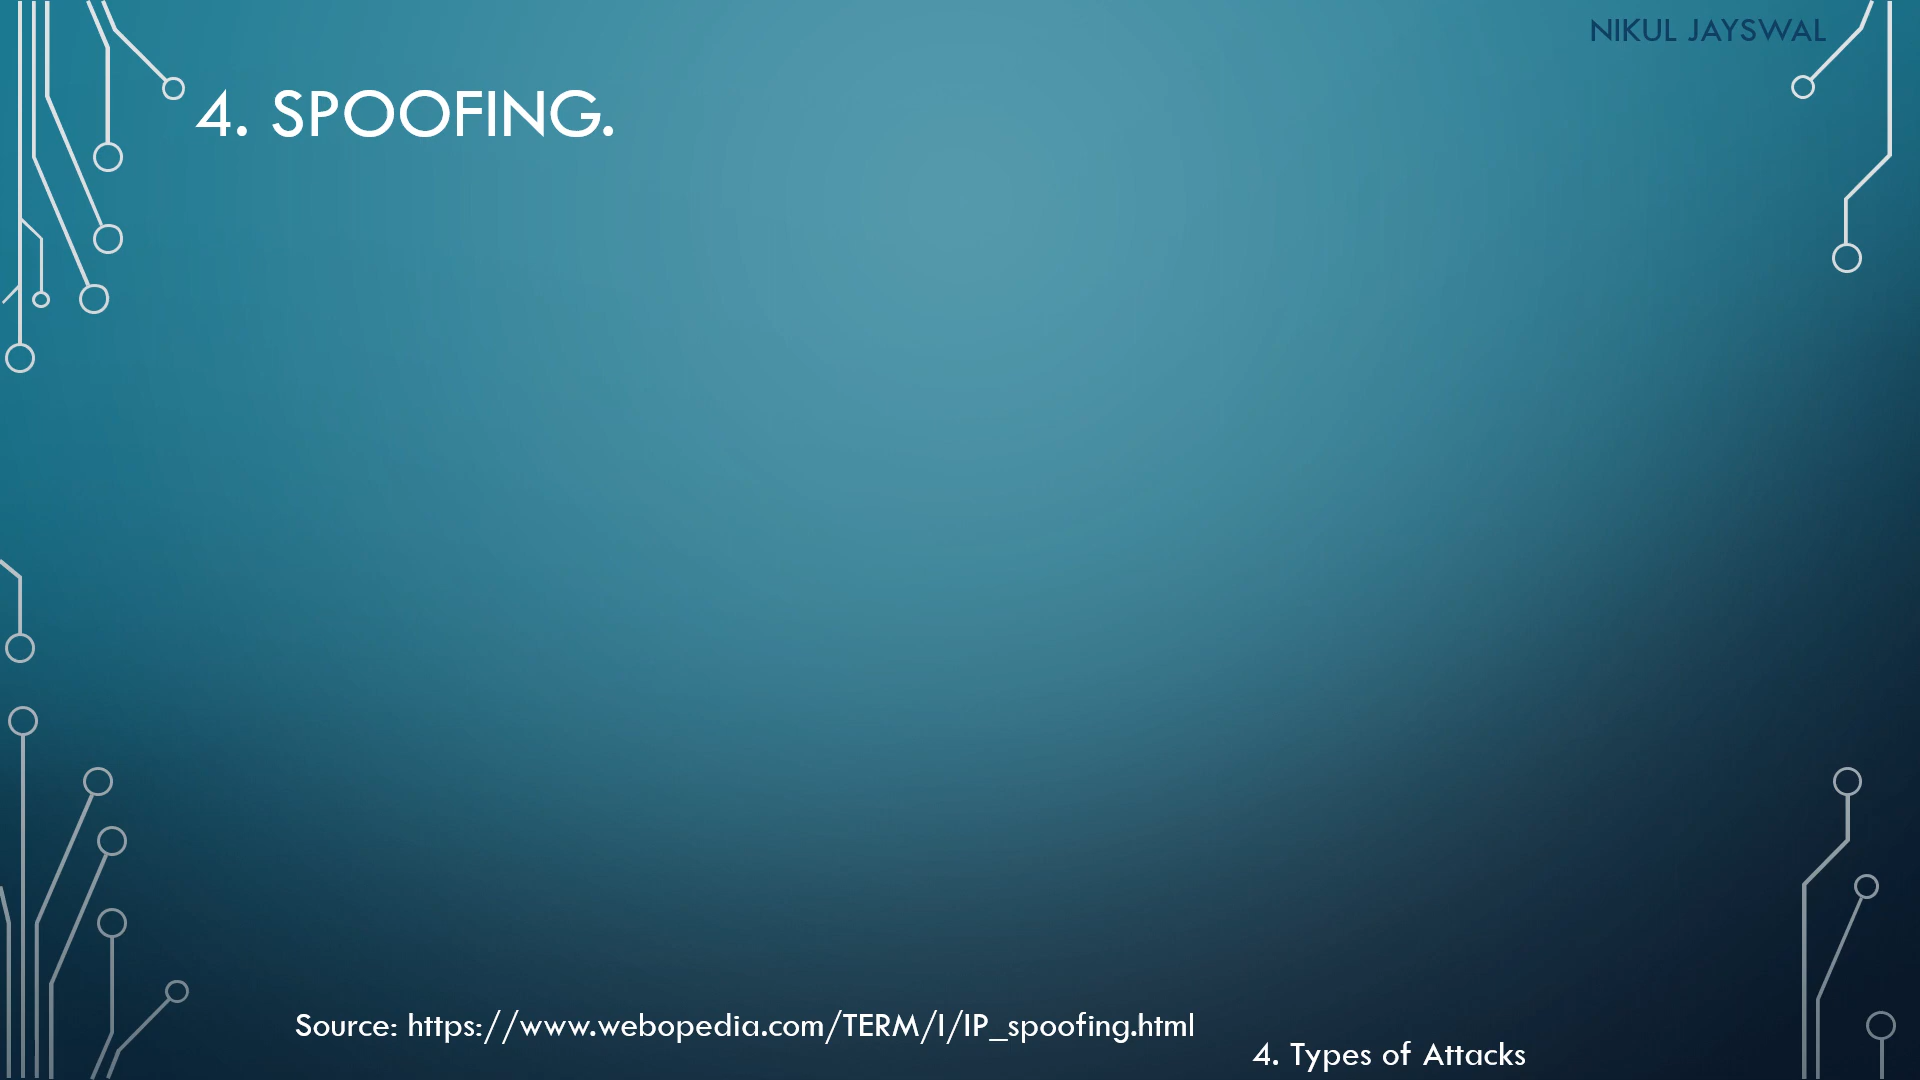 NIKUL JAYSWAL
4. SPOOFING.
Source: https://www.webopedia.com/TERM/I/IP_spoofing.html
4. Types of Attacks